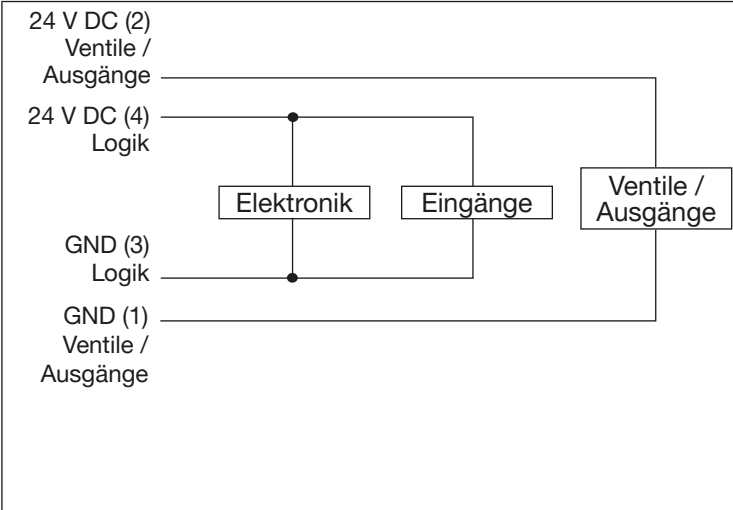 24 V DC (2)
Ventile /
Ausgänge
24 V DC (4)
Logik
Elektronik
Eingänge
Ventile /
Ausgänge
GND (3)
Logik
GND (1)
Ventile /
Ausgänge